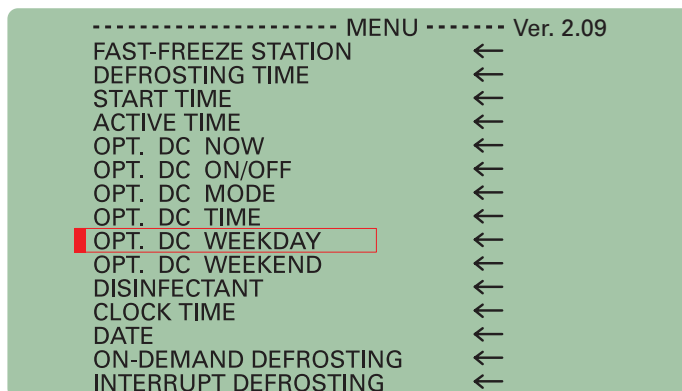 -------------------- MENU ------- Ver. 2.09
FAST-FREEZE STATION ←
DEFROSTING TIME ←
START TIME ←
ACTIVE TIME ←
OPT. DC NOW ←
OPT. DC ON/OFF ←
OPT. DC MODE ←
OPT. DC TIME ←
OPT. DC WEEKDAY ←
OPT. DC WEEKEND ←
DISINFECTANT ←
CLOCK TIME ←
DATE ←
ON-DEMAND DEFROSTING ←
INTERRUPT DEFROSTING ←